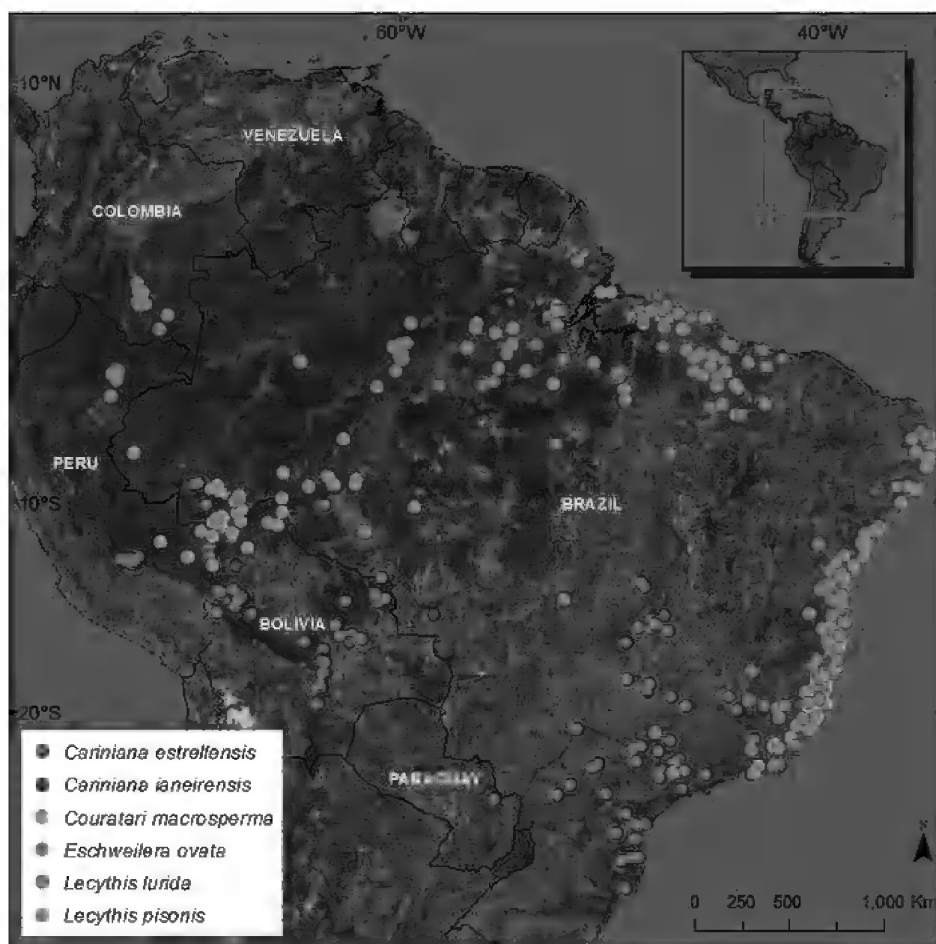 60°W 40°W
10°N
VENEZUELA
COLOMBIA
PERU
10°S
BRAZIL
BOLIVIA
20°S
PARAGUAY
Cariniana estrellensis
Cariniana ianeirensis
Couratari macrosperma
Eschweilera ovata
Lecythis lurida
Lecythis pisonis
N
0 250 500 1,000 Km